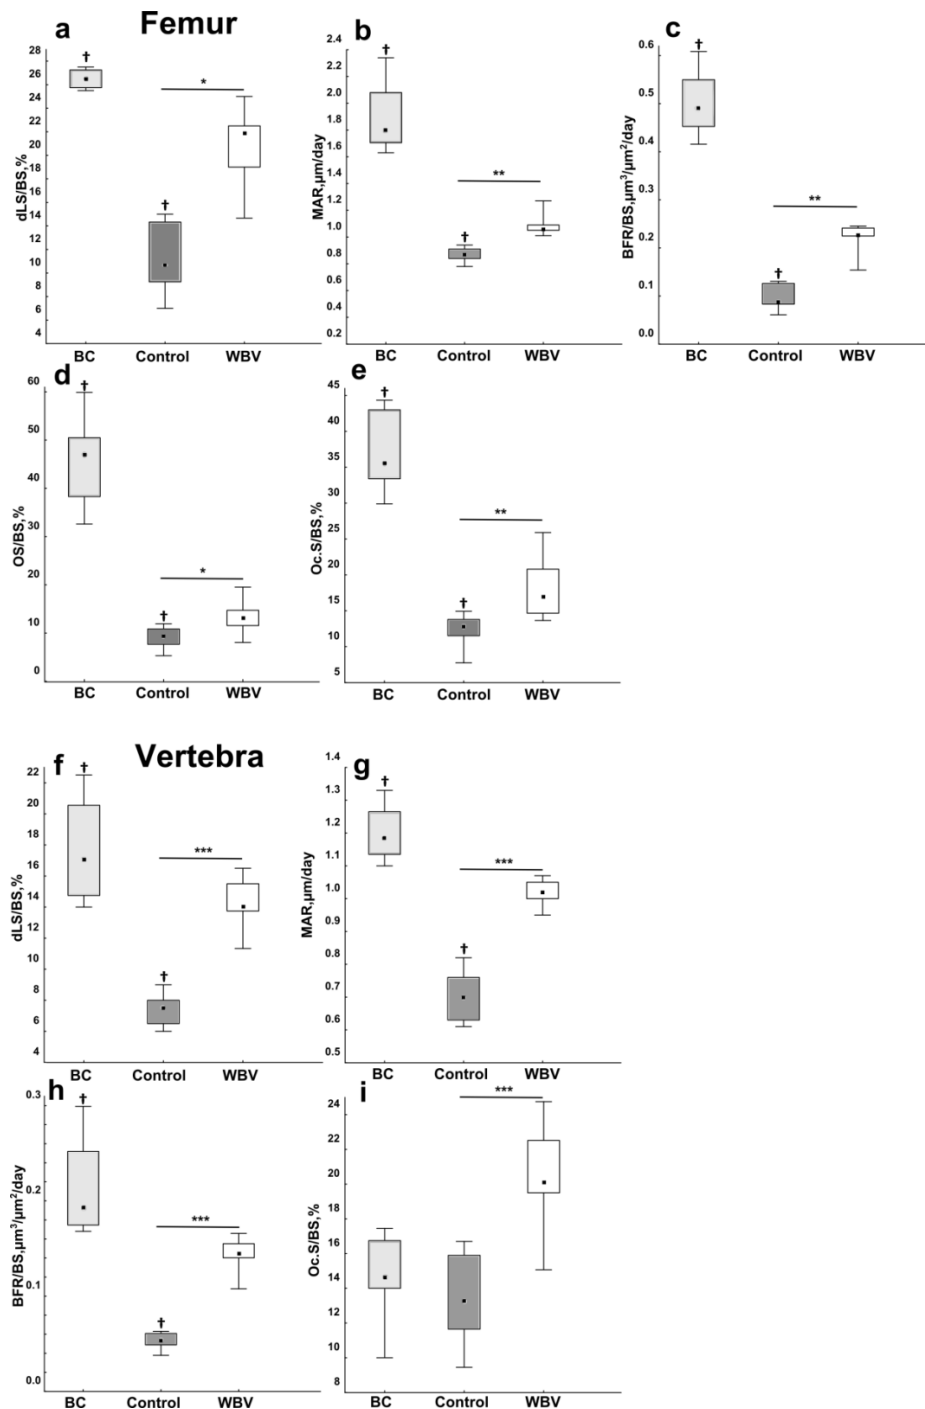 Femur
a
†
*
†
28
26
24
22
20
18
16
14
12
10
8
6
4
dLS/BS,%
BC
Control
WBV
b
†
**
†
2.4
2.2
2.0
1.8
1.6
1.4
1.2
1.0
0.8
0.6
0.4
0.2
MAR,µm/day
BC
Control
WBV
c
†
**
†
0.6
0.5
0.4
0.3
0.2
0.1
0.0
BFR/BS,µm³/µm²/day
BC
Control
WBV
d
†
*
†
60
50
40
30
20
10
0
OS/BS,%
BC
Control
WBV
e
†
**
†
45
40
35
30
25
20
15
10
5
Oc.S/BS,%
BC
Control
WBV
Vertebra
f
†
***
†
22
20
18
16
14
12
10
8
6
4
dLS/BS,%
BC
Control
WBV
g
†
***
†
1.4
1.3
1.2
1.1
1.0
0.9
0.8
0.7
0.6
0.5
MAR,µm/day
BC
Control
WBV
h
†
***
†
0.3
0.2
0.1
0.0
BFR/BS,µm³/µm²/day
BC
Control
WBV
i
***
24
22
20
18
16
14
12
10
8
Oc.S/BS,%
BC
Control
WBV